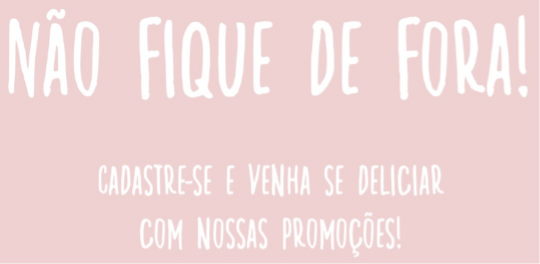 NÃO FIQUE DE FORA!
CADASTRE-SE E VENHA SE DELICIAR
COM NOSSAS PROMOÇÕES!